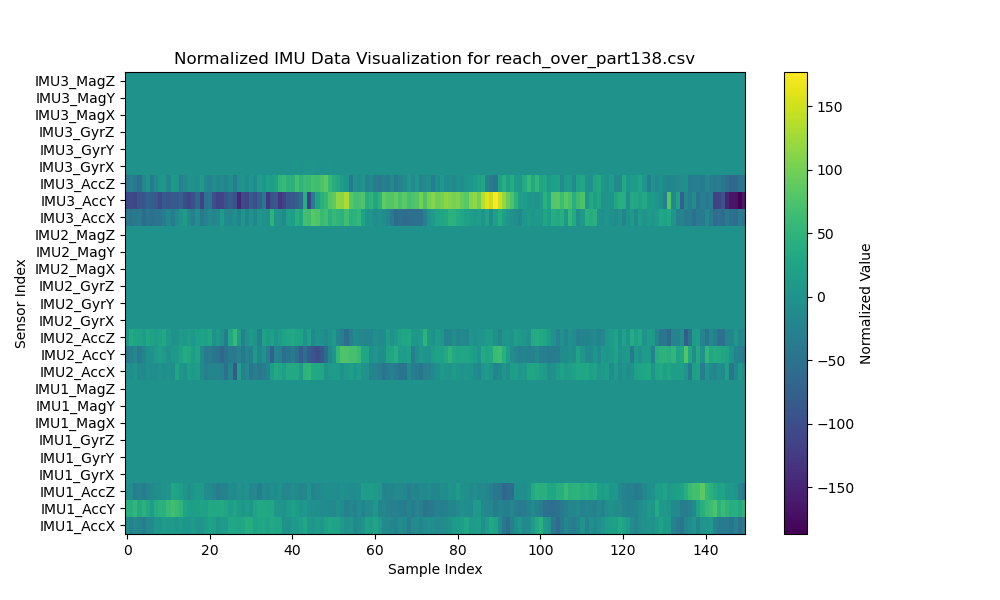 Normalized IMU Data Visualization for reach_over_part138.csv
IMU3_MagZ
IMU3_MagY
IMU3_MagX
IMU3_GyrZ
IMU3_GyrY
IMU3_GyrX
IMU3_AccZ
IMU3_AccY
IMU3_AccX
IMU2_MagZ
IMU2_MagY
IMU2_MagX
IMU2_GyrZ
IMU2_GyrY
IMU2_GyrX
IMU2_AccZ
IMU2_AccY
IMU2_AccX
IMU1_MagZ
IMU1_MagY
IMU1_MagX
IMU1_GyrZ
IMU1_GyrY
IMU1_GyrX
IMU1_AccZ
IMU1_AccY
IMU1_AccX
Sensor Index
0 20 40 60 80 100 120 140
Sample Index
150
100
50
0
−50
−100
−150
Normalized Value